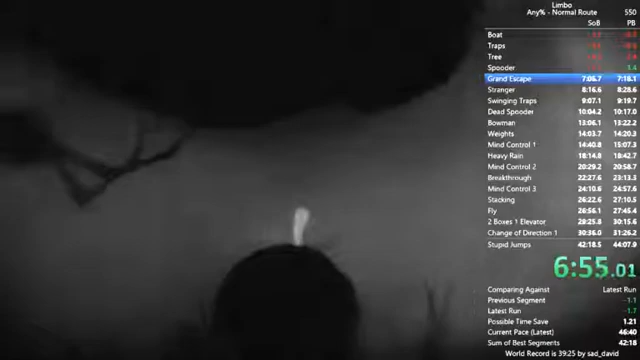 Limbo
Any% - Normal Route 550
SoB PB
Boat
Traps
Tree
Spooder 1.4
Grand Escape 7:06.7 7:18.1
Stranger 8:16.6 8:28.6
Swinging Traps 9:07.1 9:19.7
Dead Spooder 10:04.2 10:17.0
Bowman 13:06.1 13:22.2
Weights 14:03.7 14:20.3
Mind Control 1 14:40.8 15:07.3
Heavy Rain 18:14.8 18:42.7
Mind Control 2 20:29.2 20:58.7
Breakthrough 22:27.6 23:13.3
Mind Control 3 24:10.6 24:57.6
Stacking 26:22.6 27:10.5
Fly 26:56.1 27:45.4
2 Boxes 1 Elevator 29:25.8 30:15.6
Change of Direction 1 30:36.0 31:26.2
Stupid Jumps 42:18.5 44:07.9
6:55.01
Comparing Against Latest Run
Previous Segment -1.1
Latest Run -1.7
Possible Time Save 1.21
Current Pace (Latest) 46:40
Sum of Best Segments 42:18
World Record is 39:25 by sad_david